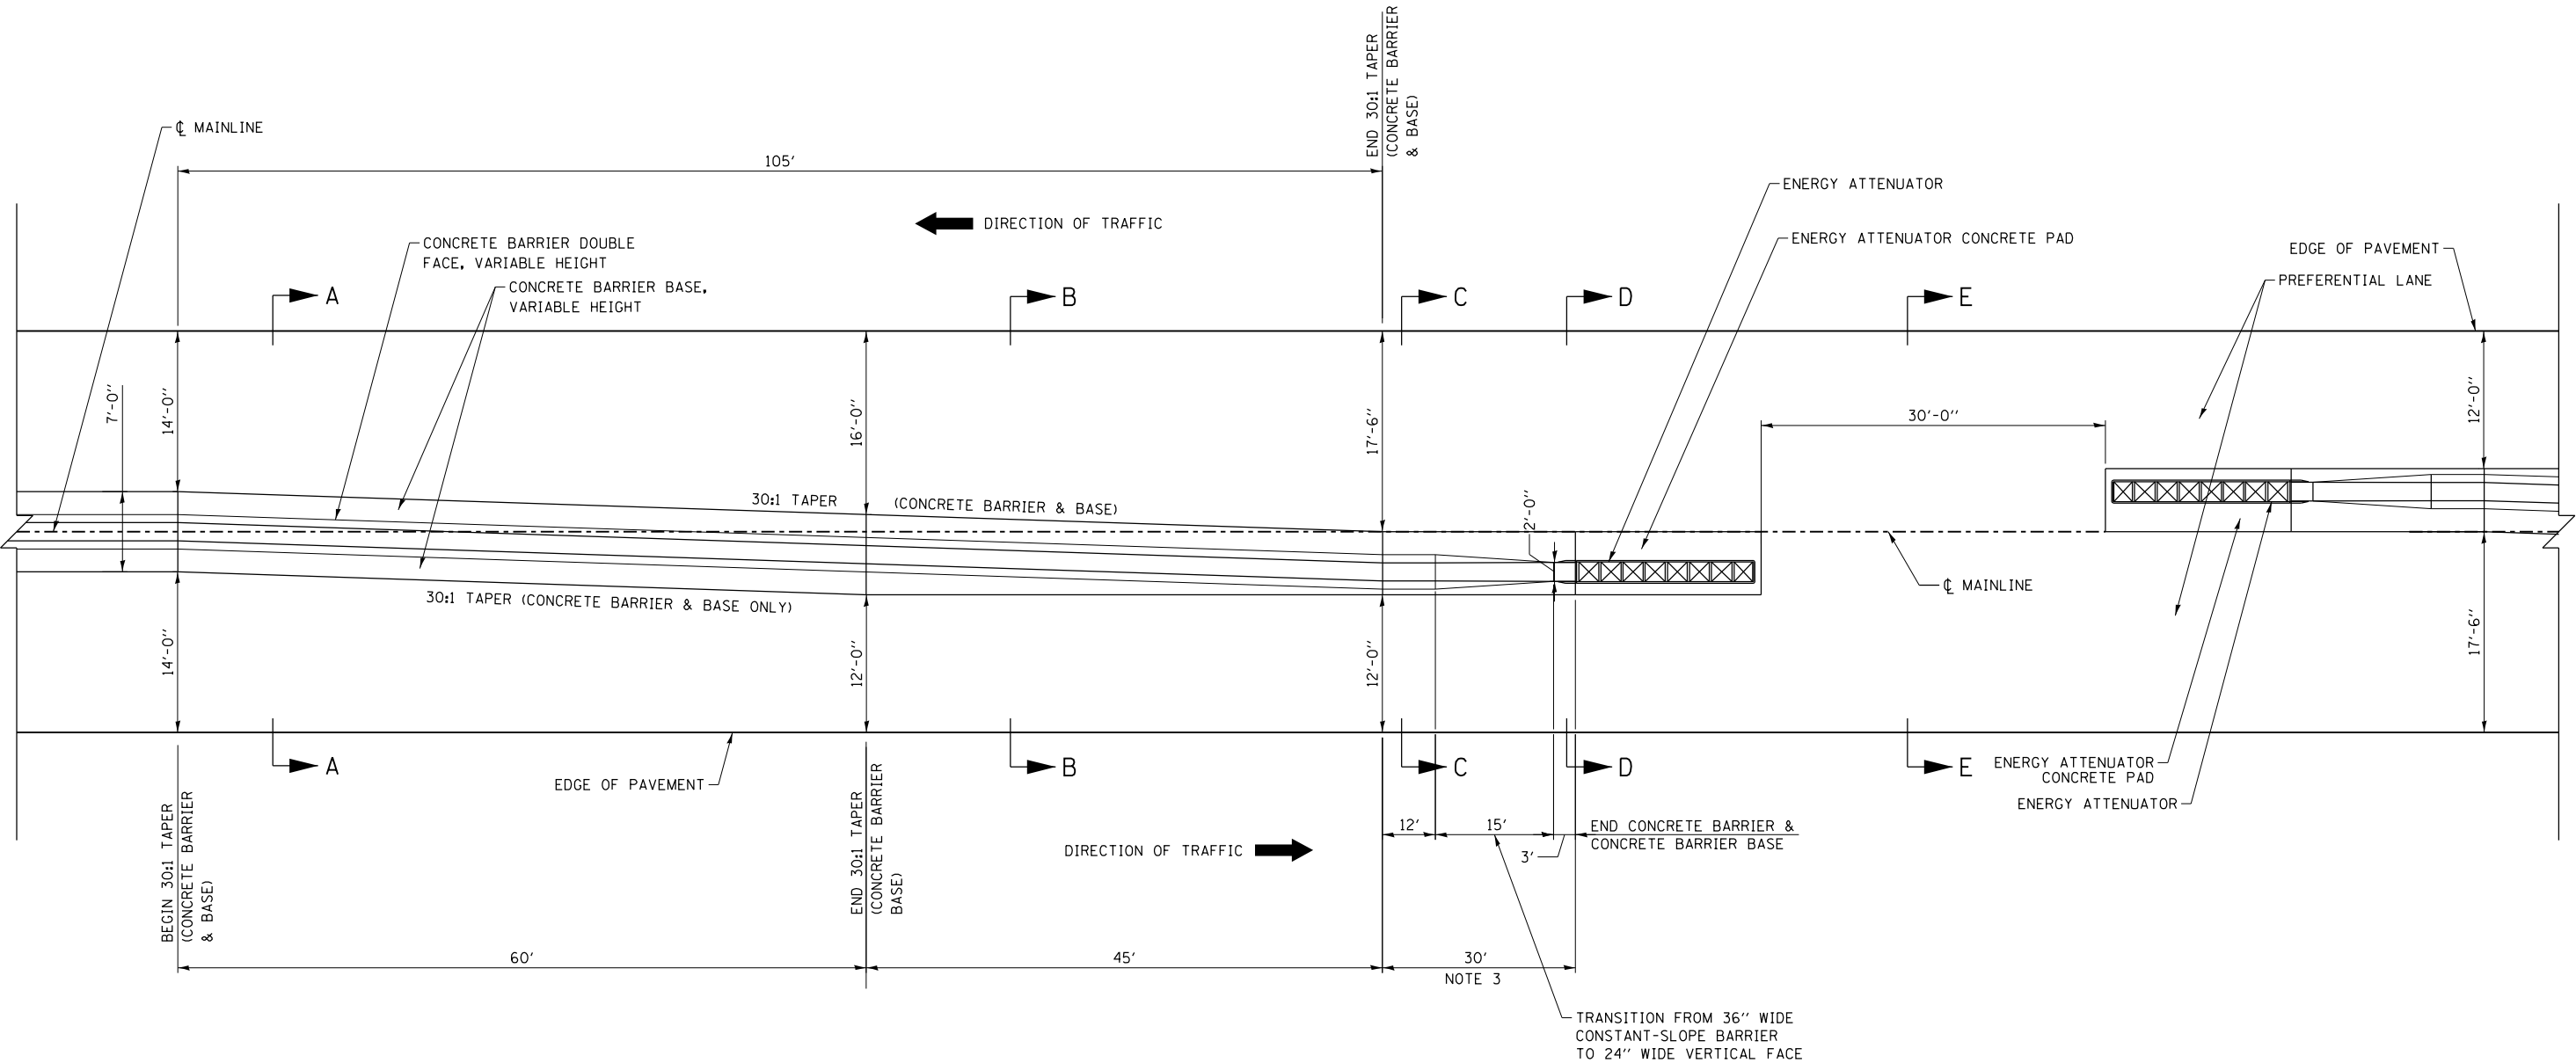 END 30:1 TAPER
(CONCRETE BARRIER
& BASE)
℄ MAINLINE
105'
ENERGY ATTENUATOR
DIRECTION OF TRAFFIC
CONCRETE BARRIER DOUBLE
FACE, VARIABLE HEIGHT
ENERGY ATTENUATOR CONCRETE PAD
EDGE OF PAVEMENT
PREFERENTIAL LANE
CONCRETE BARRIER BASE,
VARIABLE HEIGHT
A
B
C
D
E
7'-0''
14'-0''
16'-0''
17'-6''
30'-0''
12'-0''
30:1 TAPER
(CONCRETE BARRIER & BASE)
2'-0''
℄ MAINLINE
30:1 TAPER (CONCRETE BARRIER & BASE ONLY)
14'-0''
12'-0''
12'-0''
17'-6''
A
B
C
D
E
EDGE OF PAVEMENT
ENERGY ATTENUATOR
CONCRETE PAD
ENERGY ATTENUATOR
BEGIN 30:1 TAPER
(CONCRETE BARRIER
& BASE)
END 30:1 TAPER
(CONCRETE BARRIER
BASE)
DIRECTION OF TRAFFIC
12'
15'
3'
END CONCRETE BARRIER &
CONCRETE BARRIER BASE
60'
45'
30'
NOTE 3
TRANSITION FROM 36'' WIDE
CONSTANT-SLOPE BARRIER
TO 24'' WIDE VERTICAL FACE